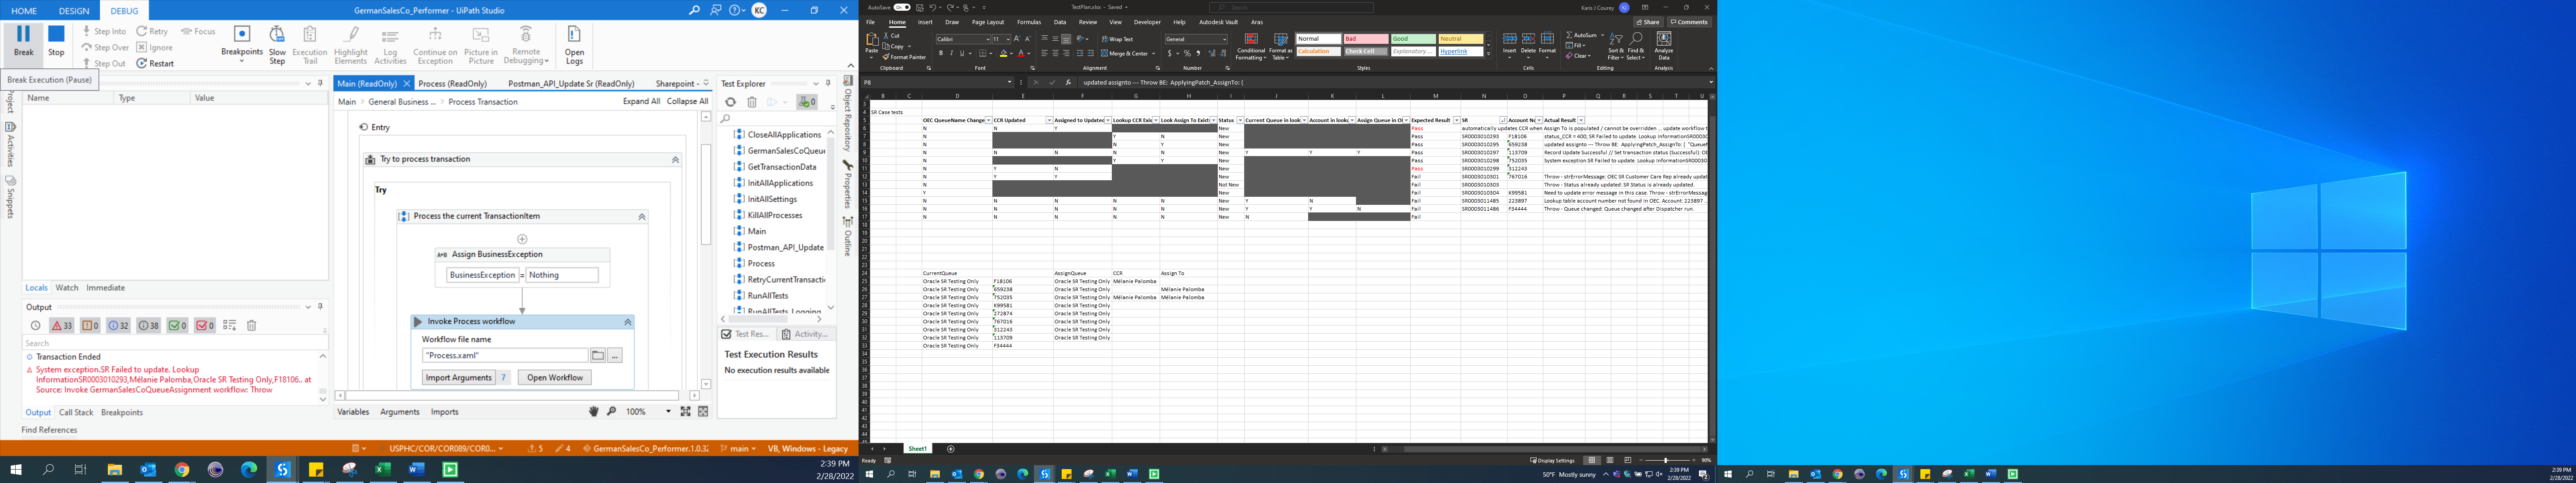 HOME DESIGN DEBUG
GermanSalesCo_Performer - UiPath Studio
KC
Break
Stop
Step Into
Step Over
Step Out
Retry
Ignore
Restart
Focus
Breakpoints
Slow Step
Execution Trail
Highlight Elements
Log Activities
Continue on Exception
Picture in Picture
Remote Debugging
Open Logs
Break Execution (Pause)
Name Type Value
Project
Activities
Snippets
Locals Watch Immediate
Output
33 0 32 38 0 0
Search
Transaction Ended
System exception.SR Failed to update. Lookup
InformationSR0003010293,Mélanie Palomba,Oracle SR Testing Only,F18106.. at
Source: Invoke GermanSalesCoQueueAssignment workflow: Throw
Output Call Stack Breakpoints
Find References
Main (ReadOnly) Process (ReadOnly) Postman_API_Update Sr (ReadOnly) Sharepoint -
Main > General Business ... > Process Transaction
Expand All Collapse All
Entry
Try to process transaction
Try
Process the current TransactionItem
A+B Assign BusinessException
BusinessException = Nothing
Invoke Process workflow
Workflow file name
"Process.xaml"
Import Arguments ? Open Workflow
Variables Arguments Imports
100%
Test Explorer
0
CloseAllApplications
GermanSalesCoQueu
GetTransactionData
InitAllApplications
InitAllSettings
KillAllProcesses
Main
Postman_API_Update
Process
RetryCurrentTransacti
RunAllTests
RunAllTests_Logging
Test Res... Activity...
Test Execution Results
No execution results available
Object Repository
Properties
Outline
USPHC/COR/COR089/COR0...
5 4 GermanSalesCo_Performer.1.0.3
main VB, Windows - Legacy
2:39 PM
2/28/2022
AutoSave On
TestPlan.xlsx - Saved
Search
Karis J Courey
File Home Insert Draw Page Layout Formulas Data Review View Developer Help Autodesk Vault Aras
Share Comments
Paste
Cut
Copy
Format Painter
Clipboard
Calibri 11
Font
Wrap Text
Merge & Center
Alignment
General
Number
Conditional Formatting
Format as Table
Normal Bad Good Neutral
Calculation Check Cell Explanatory ... Hyperlink
Styles
Insert Delete Format
Cells
AutoSum
Fill
Clear
Sort & Filter
Find & Select
Editing
Analyze Data
Analysis
P8
updated assignto --- Throw BE: ApplyingPatch_AssignTo: {
B C D E F G H I J K L M N O P Q R S T U
SR Case tests
OEC QueueName Change CCR Updated Assigned to Updated Lookup CCR Exis Look Assign To Exist Status Current Queue in look Account in look Assign Queue in O Expected Result SR Account N Actual Result
N N Y New Pass automatically updates CCR when Assign To is populated / cannot be overridden ... update workflow t
N Y N New Pass SR0003010293 F18106 status_CCR = 400; SR Failed to update. Lookup InformationSR0003
N N Y New Pass SR0003010295 659238 updated assignto --- Throw BE: ApplyingPatch_AssignTo: { "Queuef
N N N N N New Y Y Y Pass SR0003010297 113709 Record Update Successful // Set transaction status (Successful): O
N Y Y New Pass SR0003010298 752035 System exception.SR Failed to update. Lookup InformationSR00030
N Y N New Pass SR0003010299 312243
N Y Y New Fail SR0003010301 767016 Throw - strErrorMessage: OEC SR Customer Care Rep already updat
N Not New Fail SR0003010303 Throw - Status already updated: SR Status is already updated.
Y New Fail SR0003010304 K99581 Need to update error message in this case. Throw - strErrorMessag
N N N N N New Y N Fail SR0003011485 223897 Lookup table account number not found in OEC. Account: 223897 ..
N N N N N New Y Y N Fail SR0003011486 F34444 Throw - Queue changed: Queue changed after Dispatcher run.
N N N N N New N Fail
CurrentQueue AssignQueue CCR Assign To
Oracle SR Testing Only F18106 Oracle SR Testing Only Mélanie Palomba
Oracle SR Testing Only 659238 Oracle SR Testing Only Mélanie Palomba
Oracle SR Testing Only 752035 Oracle SR Testing Only Mélanie Palomba Mélanie Palomba
Oracle SR Testing Only K99581 Oracle SR Testing Only
Oracle SR Testing Only 272874 Oracle SR Testing Only
Oracle SR Testing Only 767016 Oracle SR Testing Only
Oracle SR Testing Only 312243 Oracle SR Testing Only
Oracle SR Testing Only 113709 Oracle SR Testing Only
Oracle SR Testing Only F34444
Sheet1
Ready
Display Settings
90%
50°F Mostly sunny
2:39 PM
2/28/2022
2:39 PM
2/28/2022